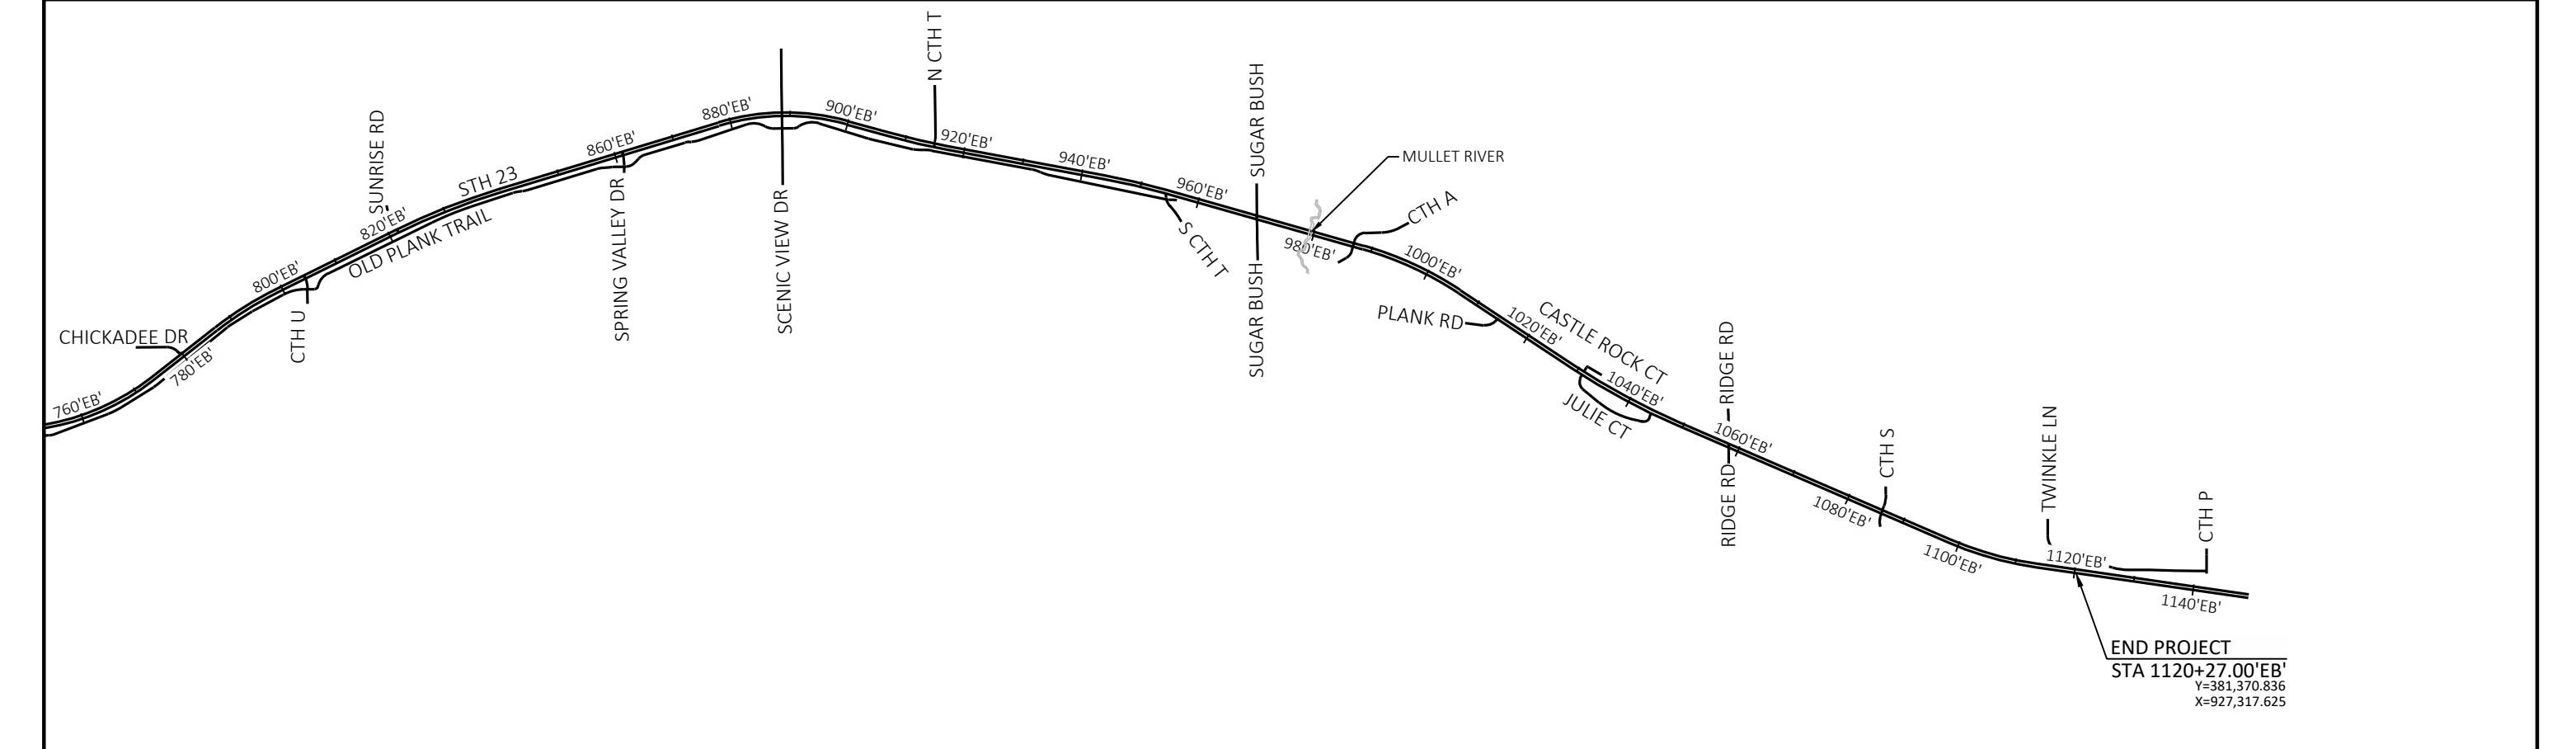 760'EB'
CHICKADEE DR
780'EB'
800'EB'
CTH U
SUNRISE RD
820'EB'
OLD PLANK TRAIL
STH 23
860'EB'
SPRING VALLEY DR
880'EB'
SCENIC VIEW DR
900'EB'
N CTH T
920'EB'
940'EB'
S CTH T
960'EB'
SUGAR BUSH
SUGAR BUSH
MULLET RIVER
980'EB'
CTH A
1000'EB'
PLANK RD
1020'EB'
CASTLE ROCK CT
1040'EB'
JULIE CT
RIDGE RD
1060'EB'
RIDGE RD
1080'EB'
CTH S
1100'EB'
TWINKLE LN
1120'EB'
CTH P
1140'EB'
END PROJECT
STA 1120+27.00'EB'
Y=381,370.836
X=927,317.625